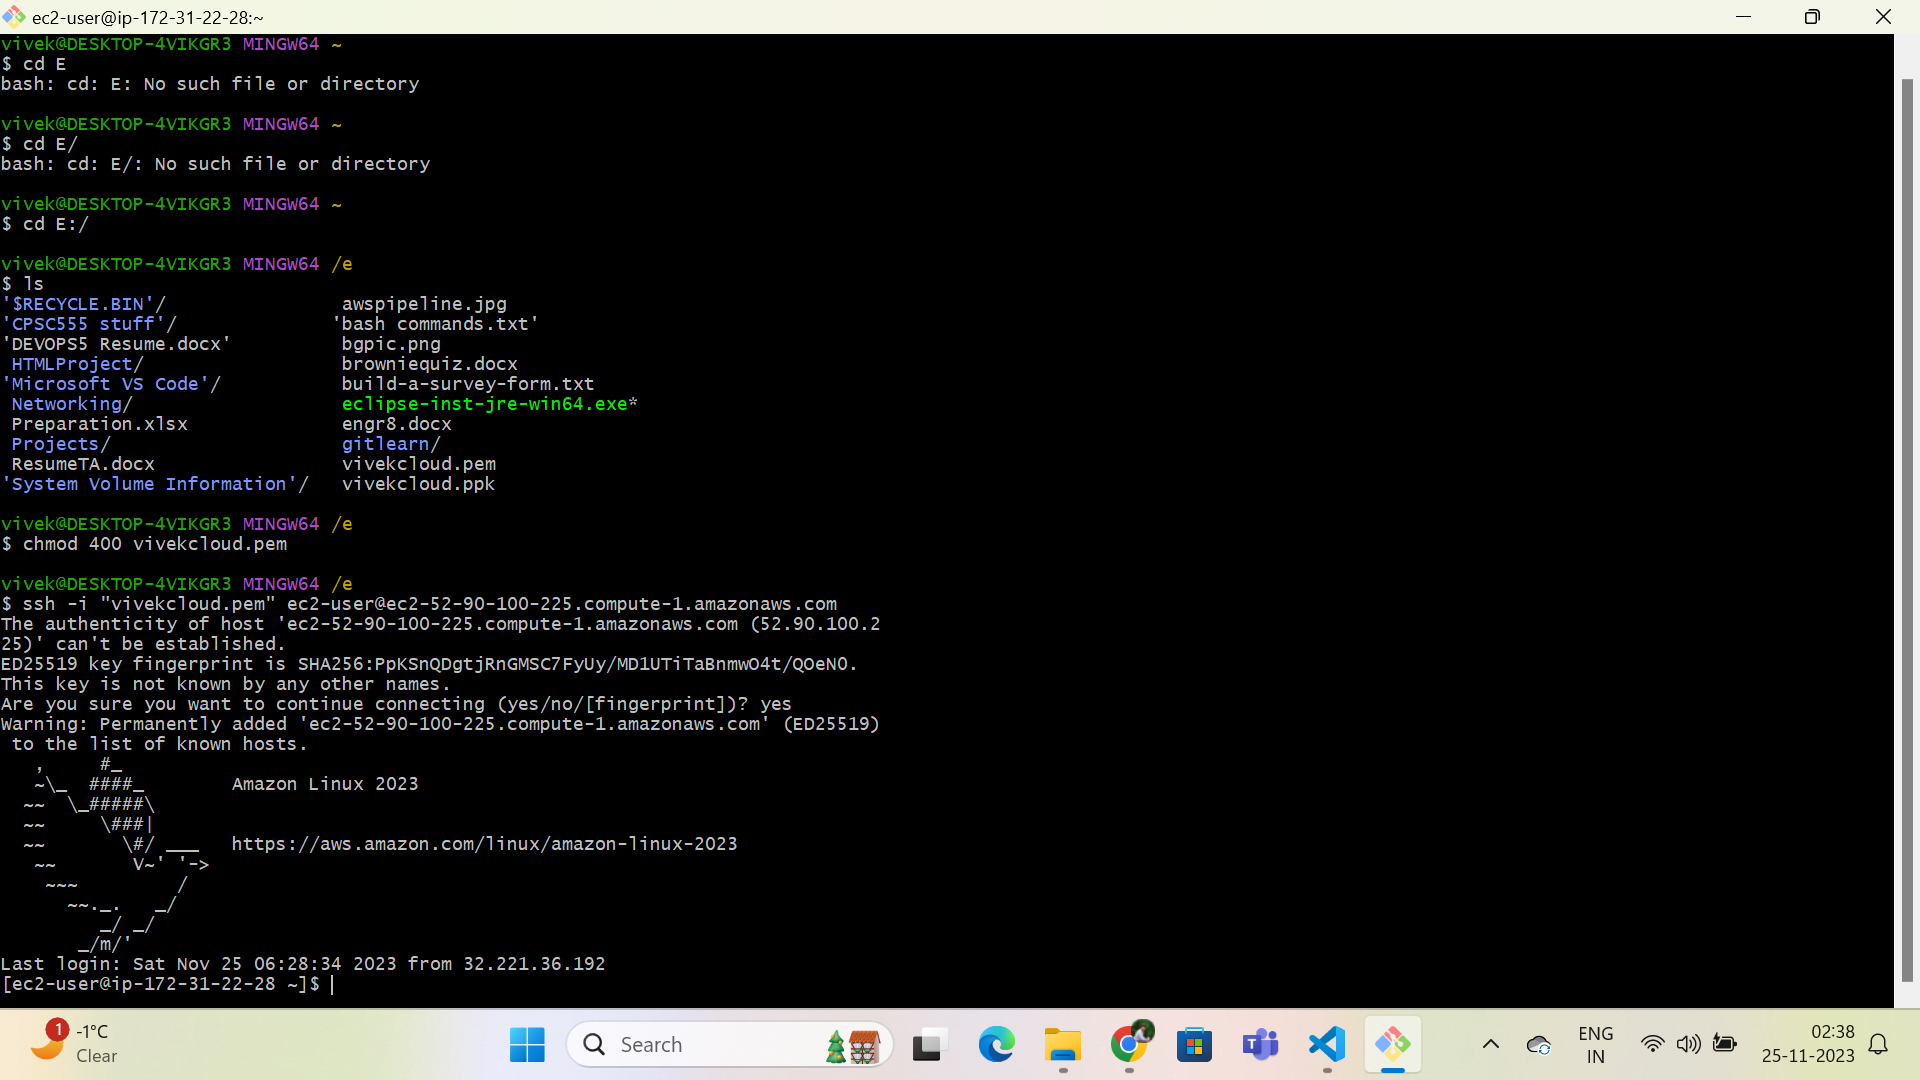 ec2-user@ip-172-31-22-28:~
vivek@DESKTOP-4VIKGR3 MINGW64 ~
$ cd E
bash: cd: E: No such file or directory
vivek@DESKTOP-4VIKGR3 MINGW64 ~
$ cd E/
bash: cd: E/: No such file or directory
vivek@DESKTOP-4VIKGR3 MINGW64 ~
$ cd E:/
vivek@DESKTOP-4VIKGR3 MINGW64 /e
$ ls
'$RECYCLE.BIN'/ awspipeline.jpg
'CPSC555 stuff'/ 'bash commands.txt'
'DEVOPS5 Resume.docx' bgpic.png
HTMLProject/ browniequiz.docx
'Microsoft VS Code'/ build-a-survey-form.txt
Networking/ eclipse-inst-jre-win64.exe*
Preparation.xlsx engr8.docx
Projects/ gitlearn/
ResumeTA.docx vivekcloud.pem
'System Volume Information'/ vivekcloud.ppk
vivek@DESKTOP-4VIKGR3 MINGW64 /e
$ chmod 400 vivekcloud.pem
vivek@DESKTOP-4VIKGR3 MINGW64 /e
$ ssh -i "vivekcloud.pem" ec2-user@ec2-52-90-100-225.compute-1.amazonaws.com
The authenticity of host 'ec2-52-90-100-225.compute-1.amazonaws.com (52.90.100.2
25)' can't be established.
ED25519 key fingerprint is SHA256:PpKSnQDgtjRnGMSC7FyUy/MD1UTiTaBnmwO4t/QOeN0.
This key is not known by any other names.
Are you sure you want to continue connecting (yes/no/[fingerprint])? yes
Warning: Permanently added 'ec2-52-90-100-225.compute-1.amazonaws.com' (ED25519)
 to the list of known hosts.
   ,     #_
   ~\_  ####_        Amazon Linux 2023
  ~~  \_#####\
  ~~     \###|
  ~~       \#/ ___   https://aws.amazon.com/linux/amazon-linux-2023
   ~~       V~' '->
    ~~~         /
      ~~._.   _/
         _/ _/
       _/m/'
Last login: Sat Nov 25 06:28:34 2023 from 32.221.36.192
[ec2-user@ip-172-31-22-28 ~]$
1
-1°C
Clear
Search
ENG
IN
02:38
25-11-2023